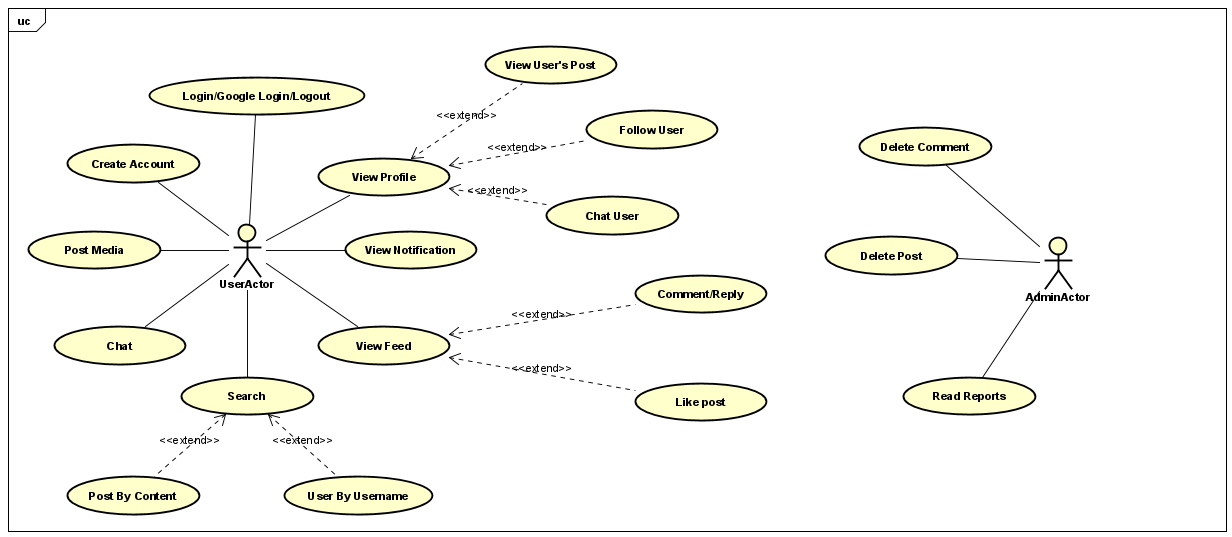 uc
View User's Post
Login/Google Login/Logout
<<extend>>
Follow User
Delete Comment
<<extend>>
Create Account
View Profile
<<extend>>
Chat User
Post Media
View Notification
Delete Post
UserActor
Comment/Reply
AdminActor
<<extend>>
Chat
View Feed
<<extend>>
Search
Like post
Read Reports
<<extend>>
<<extend>>
Post By Content
User By Username